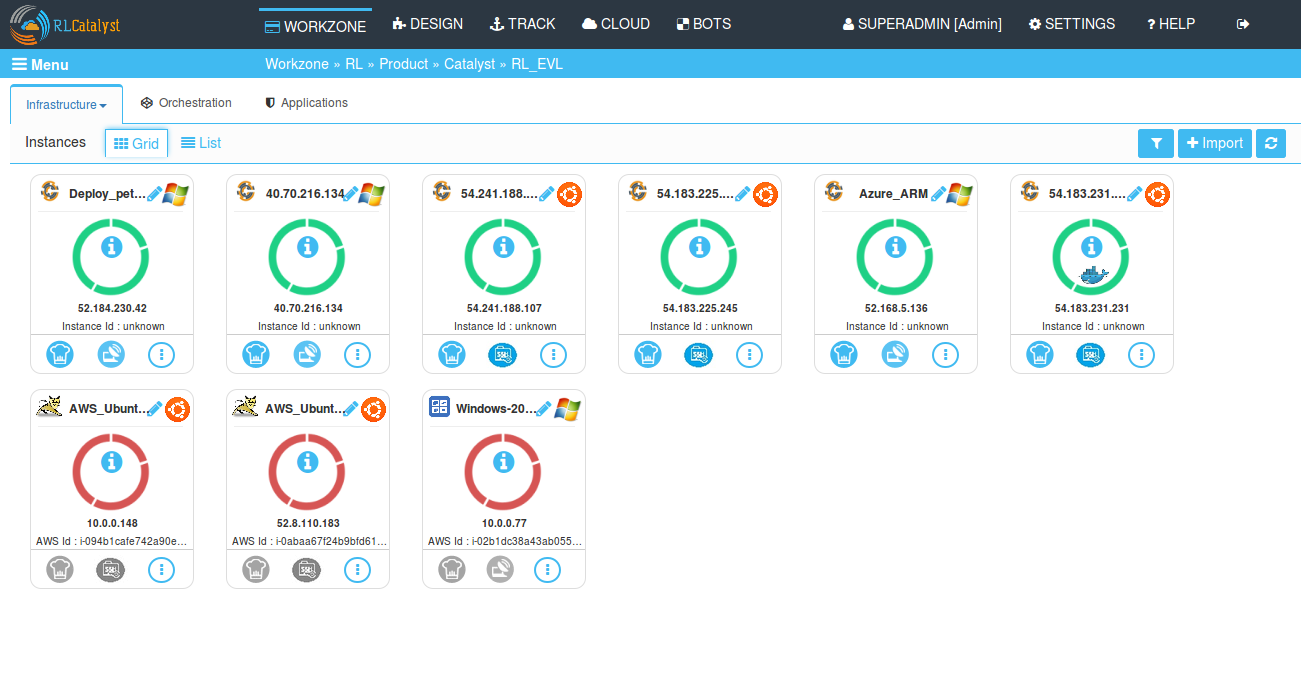 RLCatalyst
WORKZONE
DESIGN
TRACK
CLOUD
BOTS
SUPERADMIN [Admin]
SETTINGS
? HELP
Menu
Workzone » RL » Product » Catalyst » RL_EVL
Infrastructure
Orchestration
Applications
Instances
Grid
List
Import
Deploy_pet...
40.70.216.134
54.241.188....
54.183.225....
Azure_ARM
54.183.231....
52.184.230.42
40.70.216.134
54.241.188.107
54.183.225.245
52.168.5.136
54.183.231.231
Instance Id : unknown
Instance Id : unknown
Instance Id : unknown
Instance Id : unknown
Instance Id : unknown
Instance Id : unknown
SSH
SSH
SSH
AWS_Ubunt...
AWS_Ubunt...
Windows-20...
10.0.0.148
52.8.110.183
10.0.0.77
AWS Id : i-094b1cafe742a90e...
AWS Id : i-0abaa67f24b9bfd61...
AWS Id : i-02b1dc38a43ab055...
SSH
SSH